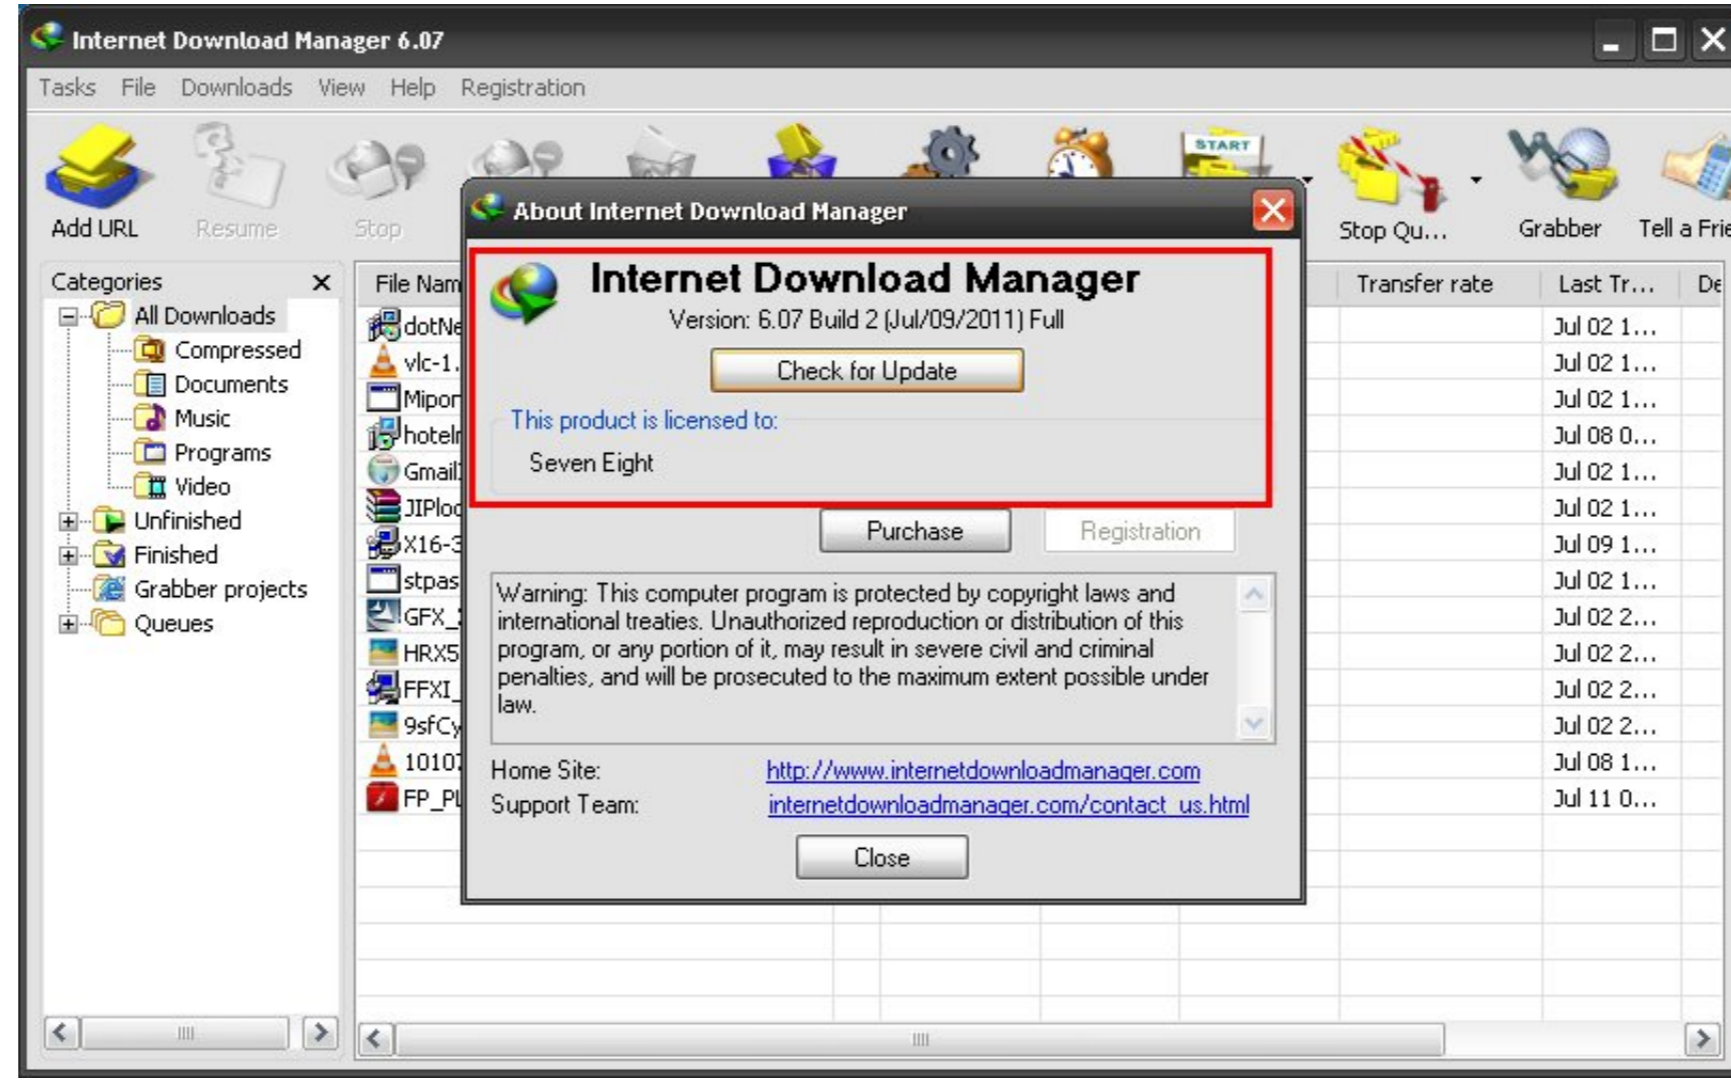 Internet Download Manager 6.07
Tasks File Downloads View Help Registration
START
Add URL Resume Stop Stop Qu... Grabber Tell a Frie
About Internet Download Manager
Categories
All Downloads
Compressed
Documents
Music
Programs
Video
Unfinished
Finished
Grabber projects
Queues
File Nam Transfer rate Last Tr... De
dotNe Jul 02 1...
vlc-1. Jul 02 1...
Mipor Jul 02 1...
hoteln Jul 08 0...
Gmail Jul 02 1...
JIPloc Jul 02 1...
X16-3 Jul 09 1...
stpas Jul 02 1...
GFX_ Jul 02 2...
HRX5 Jul 02 2...
FFXI_ Jul 02 2...
9sfCy Jul 02 2...
10107 Jul 08 1...
FP_PL Jul 11 0...
Internet Download Manager
Version: 6.07 Build 2 (Jul/09/2011) Full
Check for Update
This product is licensed to:
Seven Eight
Purchase Registration
Warning: This computer program is protected by copyright laws and
international treaties. Unauthorized reproduction or distribution of this
program, or any portion of it, may result in severe civil and criminal
penalties, and will be prosecuted to the maximum extent possible under
law.
Home Site: http://www.internetdownloadmanager.com
Support Team: internetdownloadmanager.com/contact_us.html
Close